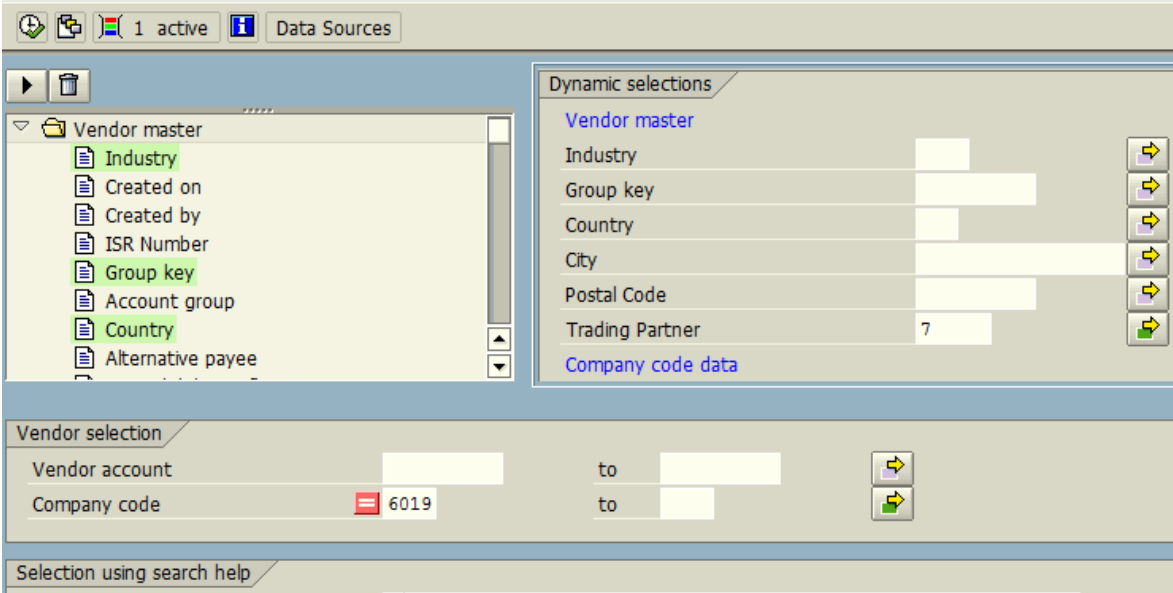 1 active Data Sources
Vendor master
Industry
Created on
Created by
ISR Number
Group key
Account group
Country
Alternative payee
Dynamic selections
Vendor master
Industry
Group key
Country
City
Postal Code
Trading Partner 7
Company code data
Vendor selection
Vendor account to
Company code 6019 to
Selection using search help